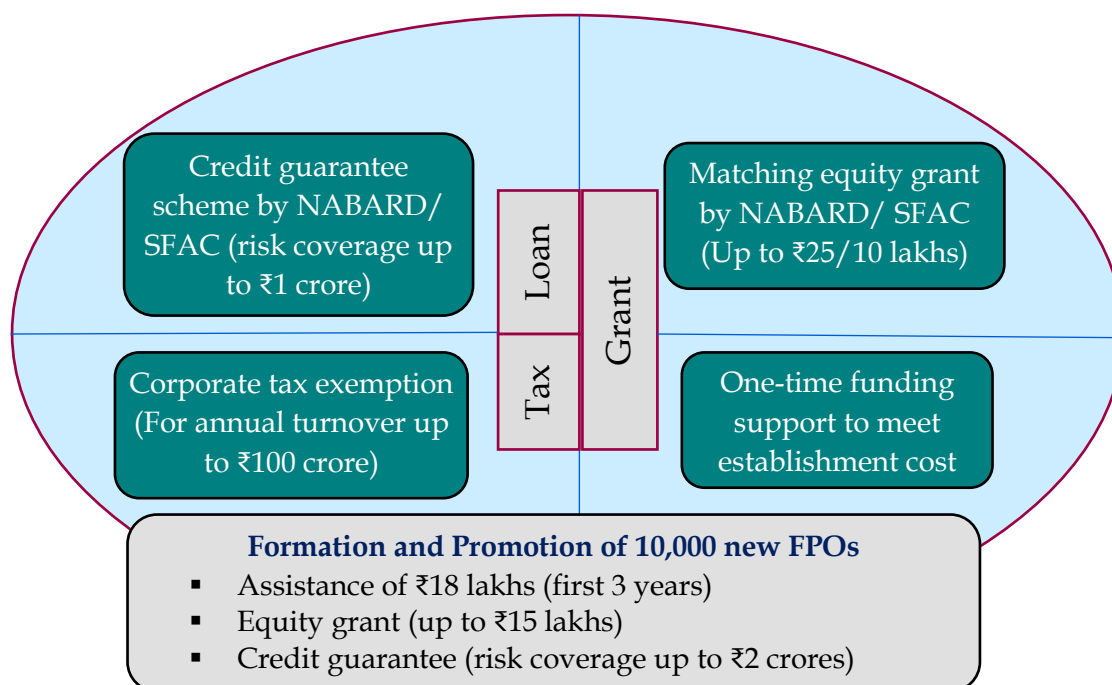 Credit guarantee
scheme by NABARD/
SFAC (risk coverage up
to ₹1 crore)
Matching equity grant
by NABARD/ SFAC
(Up to ₹25/10 lakhs)
Loan
Grant
Tax
Corporate tax exemption
(For annual turnover up
to ₹100 crore)
One-time funding
support to meet
establishment cost
Formation and Promotion of 10,000 new FPOs
▪ Assistance of ₹18 lakhs (first 3 years)
▪ Equity grant (up to ₹15 lakhs)
▪ Credit guarantee (risk coverage up to ₹2 crores)